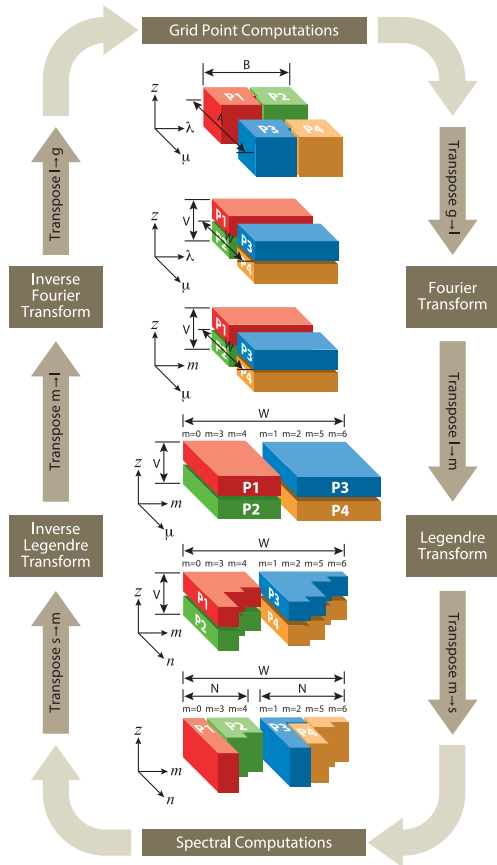 Grid Point Computations
B
P1 P2
z
A
P3 P4
λ
μ
Transpose l→g
Transpose g→l
z
V
P1
W
P3
P2
P4
λ
μ
Inverse
Fourier
Transform
Fourier
Transform
z
V
P1
W
P3
P2
P4
m
μ
Transpose m→l
Transpose l→m
W
m=0 m=3 m=4 m=1 m=2 m=5 m=6
z
V
P1 P3
P2 P4
m
μ
Inverse
Legendre
Transform
Legendre
Transform
W
m=0 m=3 m=4 m=1 m=2 m=5 m=6
z
V
P1 P3
P2 P4
m
n
Transpose s→m
Transpose m→s
W
N N
m=0 m=3 m=4 m=1 m=2 m=5 m=6
P1 P2 P3 P4
z
m
n
Spectral Computations